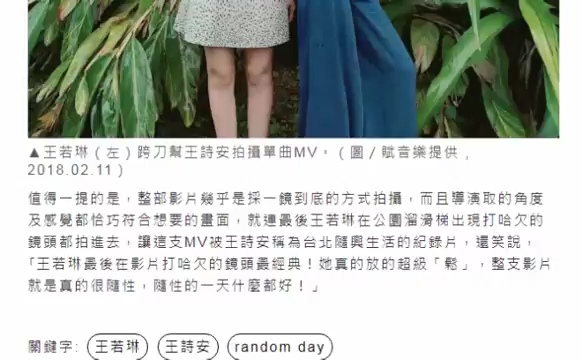 ▲王若琳（左）跨刀幫王詩安拍攝單曲MV。（圖／賦音樂提供，
2018.02.11）
值得一提的是，整部影片幾乎是採一鏡到底的方式拍攝，而且導演取的角度
及感覺都恰巧符合想要的畫面，就連最後王若琳在公園溜滑梯出現打哈欠的
鏡頭都拍進去，讓這支MV被王詩安稱為台北隨興生活的紀錄片，還笑說，
「王若琳最後在影片打哈欠的鏡頭最經典！她真的放的超級「鬆」，整支影片
就是真的很隨性，隨性的一天什麼都好！」
關鍵字: 王若琳 王詩安 random day